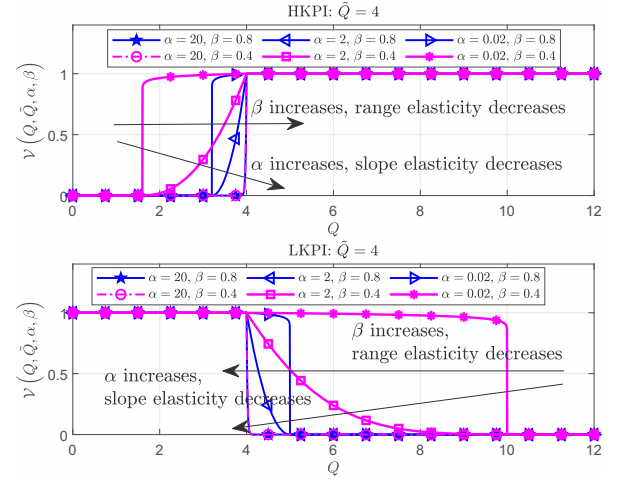 HKPI: Q̃ = 4
α = 20, β = 0.8 α = 2, β = 0.8 α = 0.02, β = 0.8
α = 20, β = 0.4 α = 2, β = 0.4 α = 0.02, β = 0.4
1
β increases, range elasticity decreases
0.5
α increases, slope elasticity decreases
0
0 2 4 6 8 10 12
Q
𝒱(Q, Q̃, α, β)
LKPI: Q̃ = 4
α = 20, β = 0.8 α = 2, β = 0.8 α = 0.02, β = 0.8
α = 20, β = 0.4 α = 2, β = 0.4 α = 0.02, β = 0.4
1
β increases,
range elasticity decreases
0.5
α increases,
slope elasticity decreases
0
0 2 4 6 8 10 12
Q
𝒱(Q, Q̃, α, β)